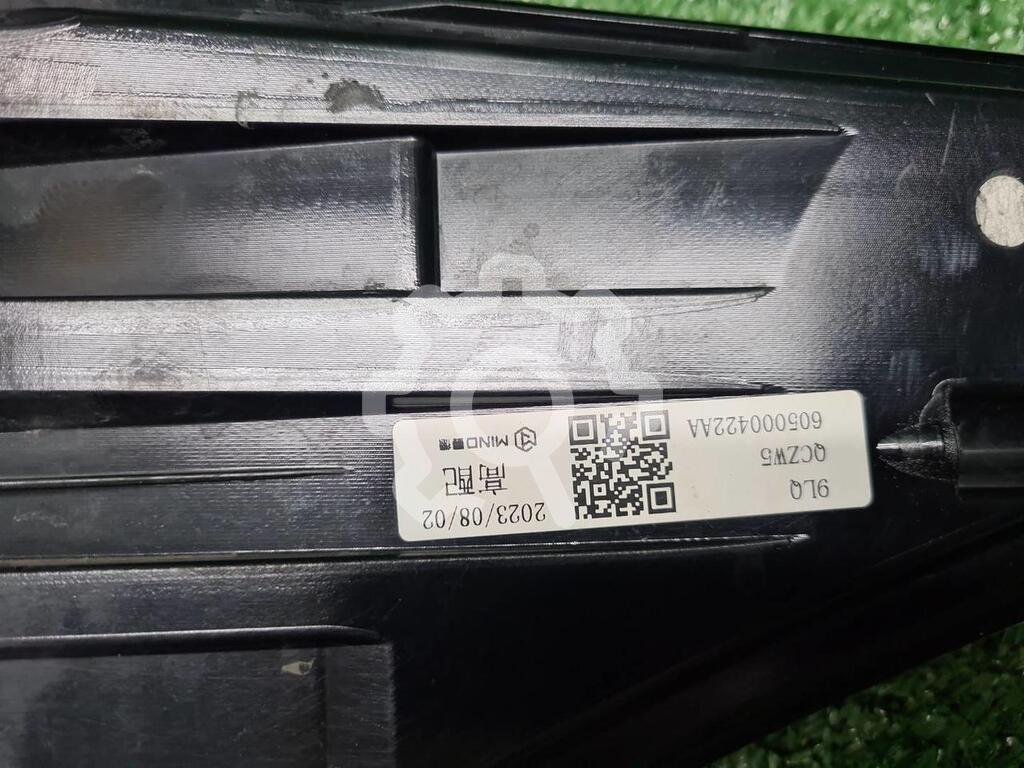 9LQ
QCZW5
605000422AA
2023/08/02
高配
MIND